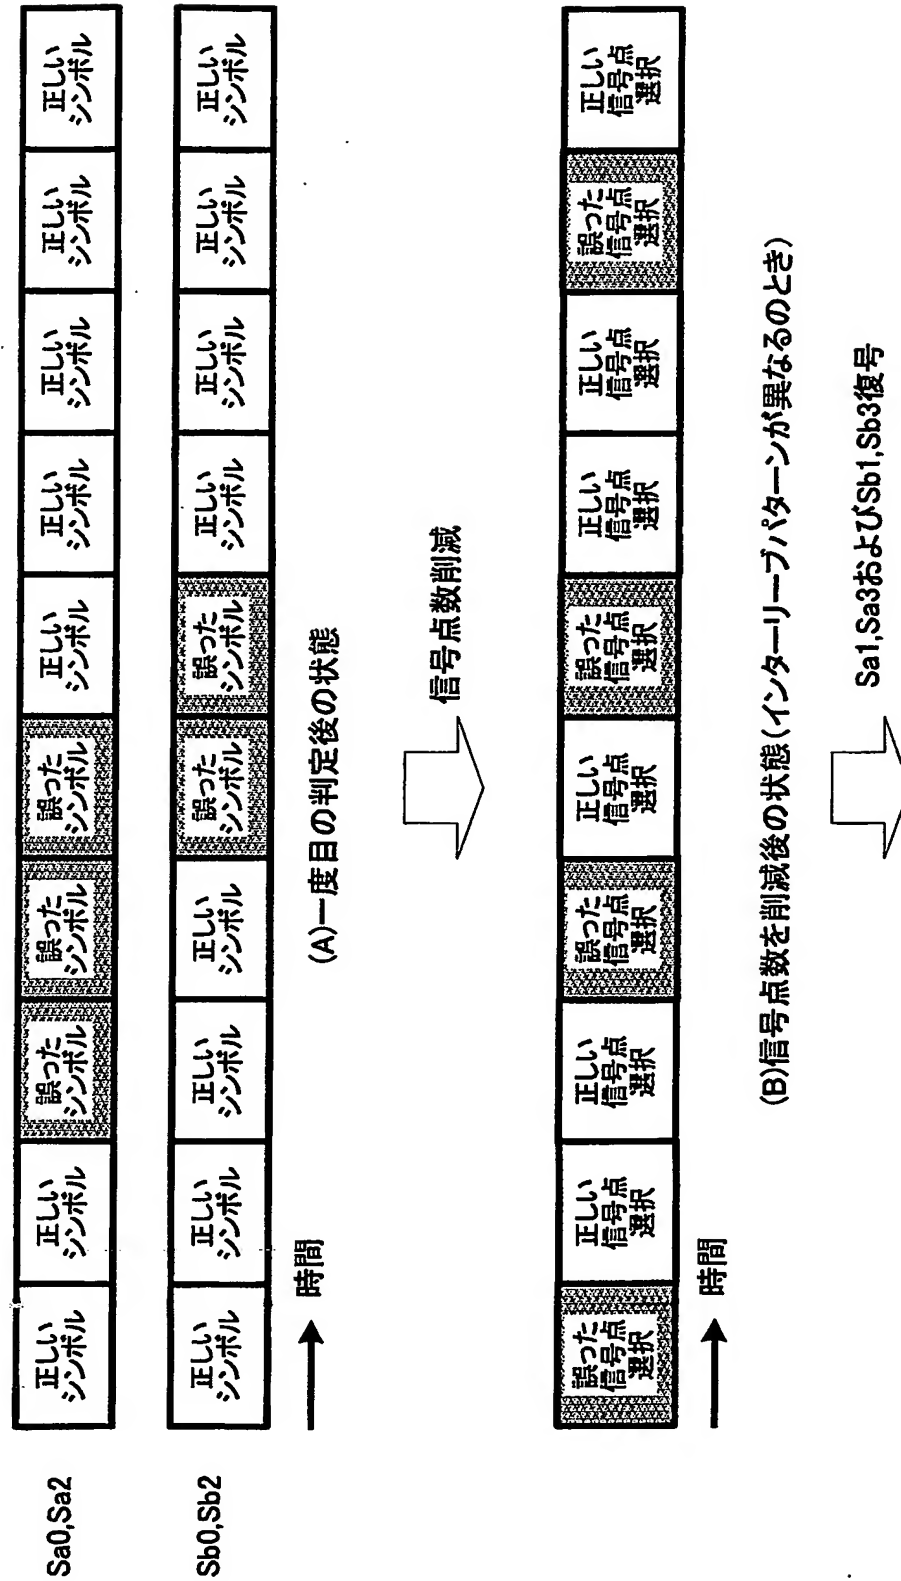 Sa0,Sa2
正しい
シンボル
正しい
シンボル
誤った
シンボル
誤った
シンボル
誤った
シンボル
正しい
シンボル
正しい
シンボル
正しい
シンボル
正しい
シンボル
正しい
シンボル
Sb0,Sb2
正しい
シンボル
正しい
シンボル
正しい
シンボル
正しい
シンボル
誤った
シンボル
誤った
シンボル
正しい
シンボル
正しい
シンボル
正しい
シンボル
正しい
シンボル
時間
(A)一度目の判定後の状態
信号点数削減
誤った
信号点
選択
正しい
信号点
選択
正しい
信号点
選択
誤った
信号点
選択
正しい
信号点
選択
誤った
信号点
選択
正しい
信号点
選択
正しい
信号点
選択
誤った
信号点
選択
正しい
信号点
選択
時間
(B)信号点数を削減後の状態(インターリーブパターンが異なるのとき)
Sa1,Sa3およびSb1,Sb3復号